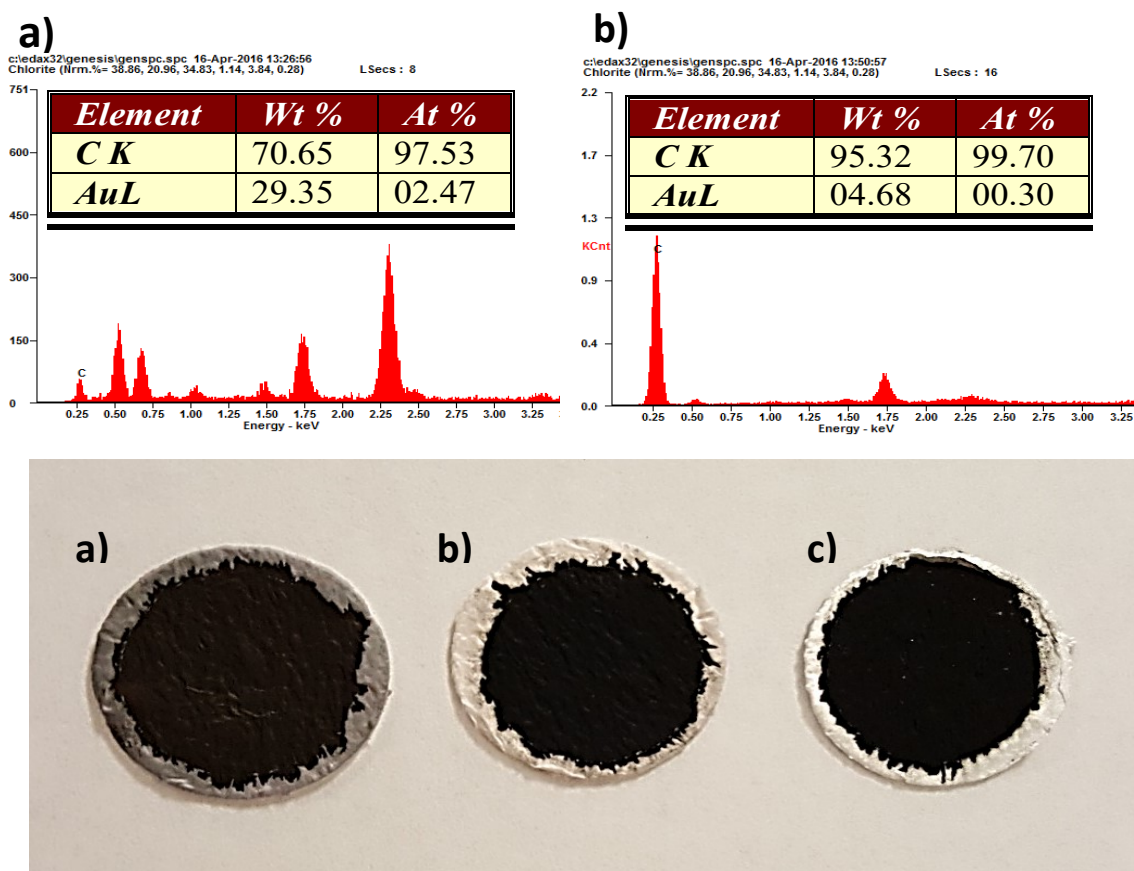 a)
c:\edax32\genesis\genspc.spc 16-Apr-2016 13:26:56
Chlorite (Nrm.%= 38.86, 20.96, 34.83, 1.14, 3.84, 0.28) LSecs : 8
751
600
450
300
150
0
Element Wt % At %
C K 70.65 97.53
AuL 29.35 02.47
C
0.25 0.50 0.75 1.00 1.25 1.50 1.75 2.00 2.25 2.50 2.75 3.00 3.25
Energy - keV
b)
c:\edax32\genesis\genspc.spc 16-Apr-2016 13:50:57
Chlorite (Nrm.%= 38.86, 20.96, 34.83, 1.14, 3.84, 0.28) LSecs : 16
2.2
1.7
1.3
KCnt
0.9
0.4
0.0
Element Wt % At %
C K 95.32 99.70
AuL 04.68 00.30
C
0.25 0.50 0.75 1.00 1.25 1.50 1.75 2.00 2.25 2.50 2.75 3.00 3.25
Energy - keV
a) b) c)